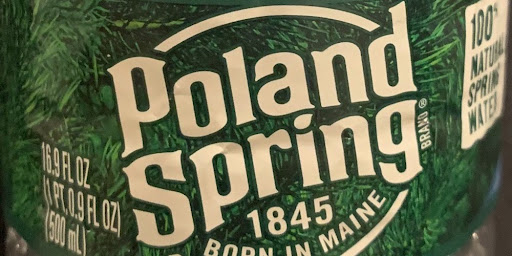 Poland
Spring®
BRAND
1845
BORN IN MAINE
16.9 FL OZ
(1 PT 0.9 FL OZ)
(500 mL)
100%
NATURAL
SPRING
WATER